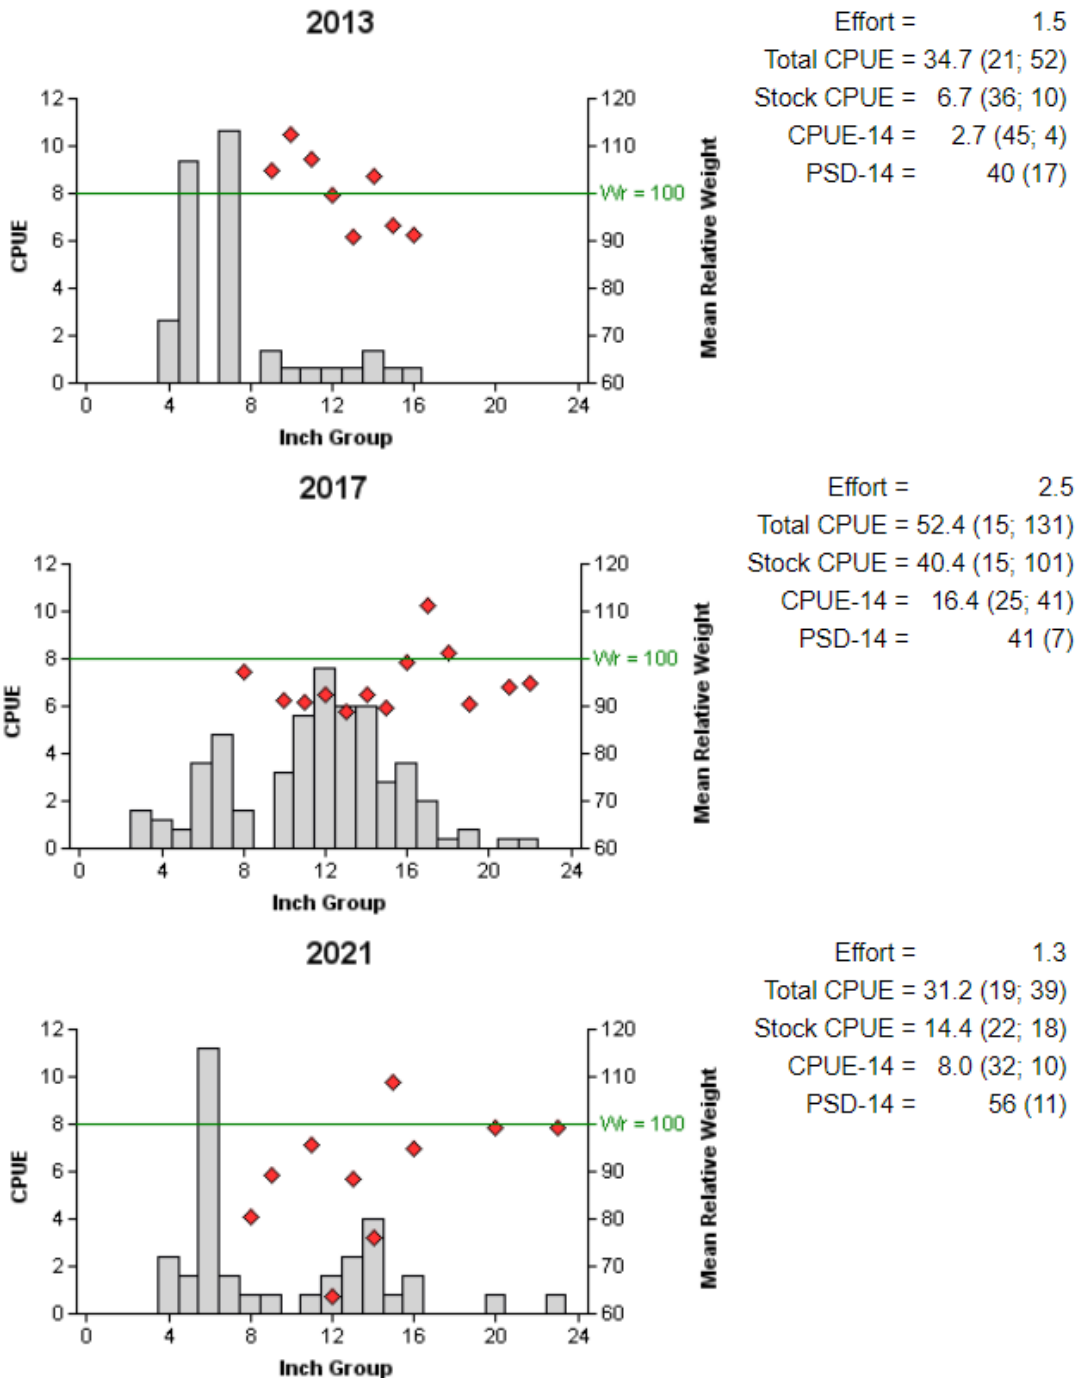 2013
Effort = 1.5
Total CPUE = 34.7 (21; 52)
Stock CPUE = 6.7 (36; 10)
CPUE-14 = 2.7 (45; 4)
PSD-14 = 40 (17)
12
10
8
6
4
2
0
CPUE
120
110
Wr = 100
90
80
70
60
Mean Relative Weight
0 4 8 12 16 20 24
Inch Group
2017
Effort = 2.5
Total CPUE = 52.4 (15; 131)
Stock CPUE = 40.4 (15; 101)
CPUE-14 = 16.4 (25; 41)
PSD-14 = 41 (7)
12
10
8
6
4
2
0
CPUE
120
110
Wr = 100
90
80
70
60
Mean Relative Weight
0 4 8 12 16 20 24
Inch Group
2021
Effort = 1.3
Total CPUE = 31.2 (19; 39)
Stock CPUE = 14.4 (22; 18)
CPUE-14 = 8.0 (32; 10)
PSD-14 = 56 (11)
12
10
8
6
4
2
0
CPUE
120
110
Wr = 100
90
80
70
60
Mean Relative Weight
0 4 8 12 16 20 24
Inch Group